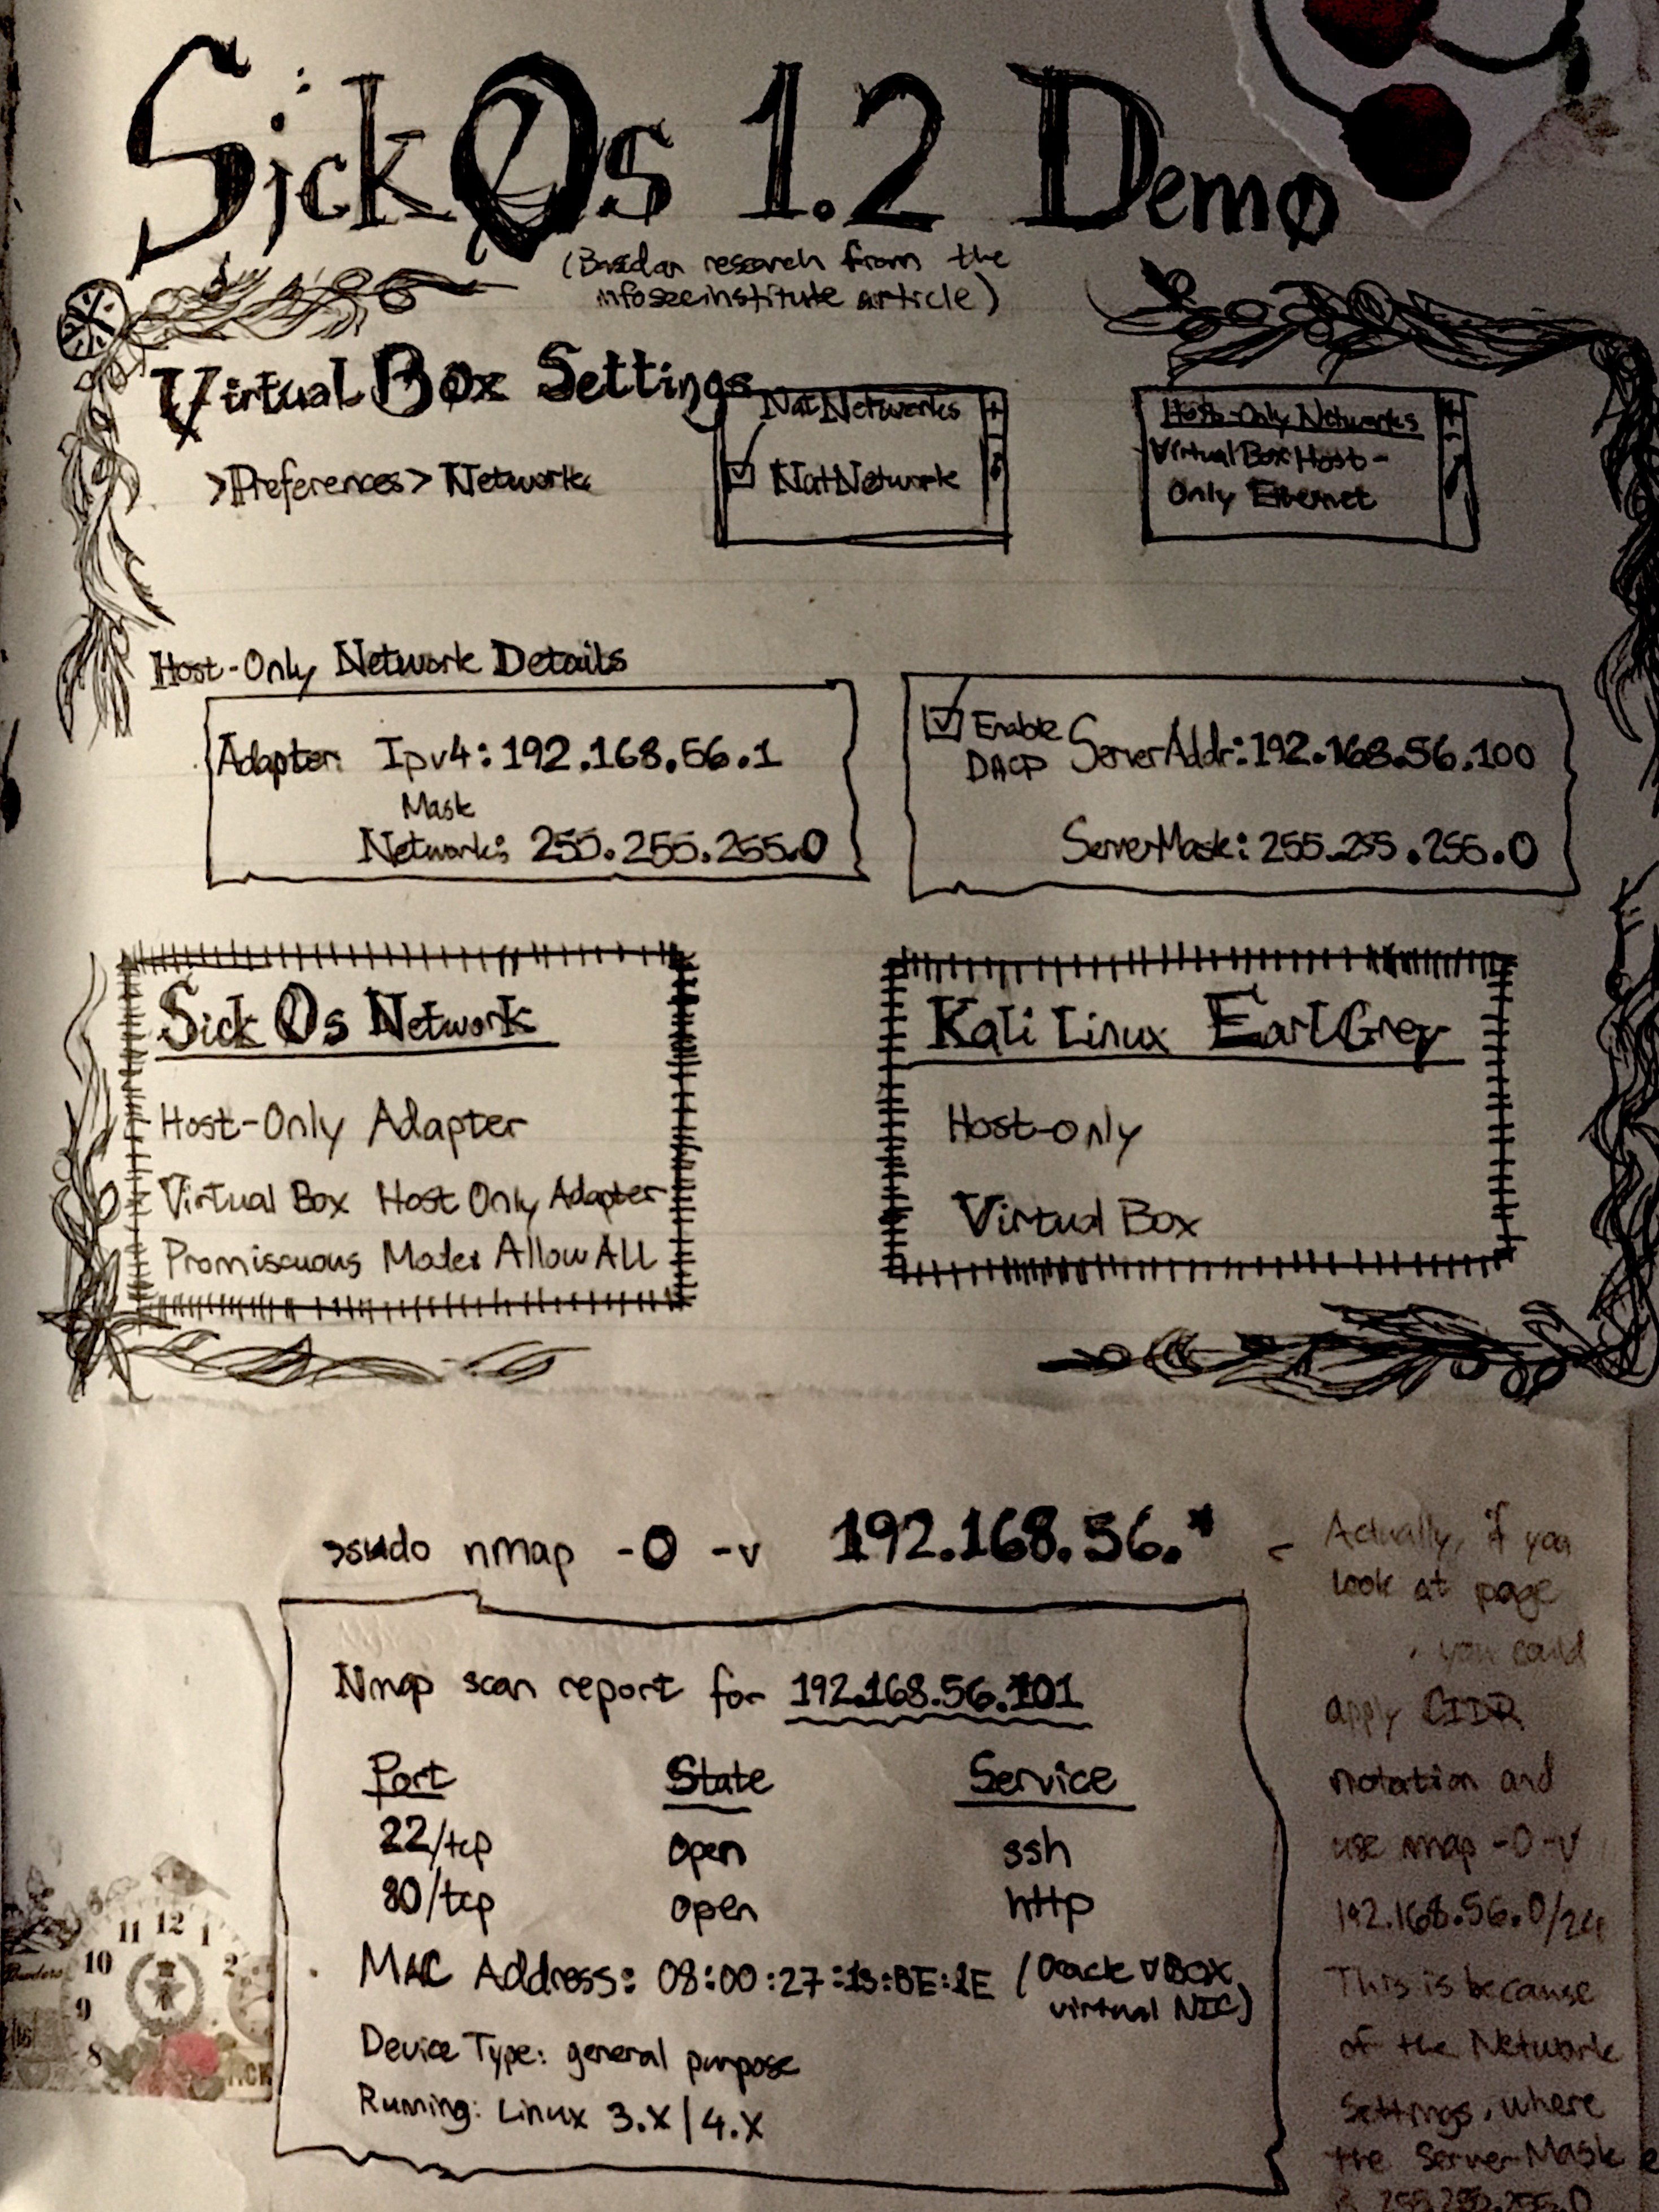 SickOs 1.2 Demo
(Based on research from the
infosecinstitute article)
Virtual Box Settings
>Preferences> Network
Nat Networks
NatNetwork
Host-Only Networks
Virtual Box Host-
Only Ethernet
Host-Only Network Details
Adapter: Ipv4: 192.168.56.1
Mask
Network: 255.255.255.0
Enable
DHCP
ServerAddr: 192.168.56.100
ServerMask: 255.255.255.0
Sick Os Network
Host-Only Adapter
Virtual Box Host Only Adapter
Promiscuous Mode: Allow ALL
Kali Linux EarlGrey
Host-only
Virtual Box
>sudo nmap -O -v 192.168.56.*
Nmap scan report for 192.168.56.101
Port State Service
22/tcp open ssh
80/tcp open http
MAC Address: 08:00:27: :1E (Oracle VBOX
virtual NIC)
Device Type: general purpose
Running: Linux 3.X|4.X
- Actually, if you
look at page
, you could
apply CIDR
notation and
use nmap -O -v
192.168.56.0/24
This is because
of the Network
Settings, where
the Server Mask
255.255.255.0
11 12 1
10 2
9
8